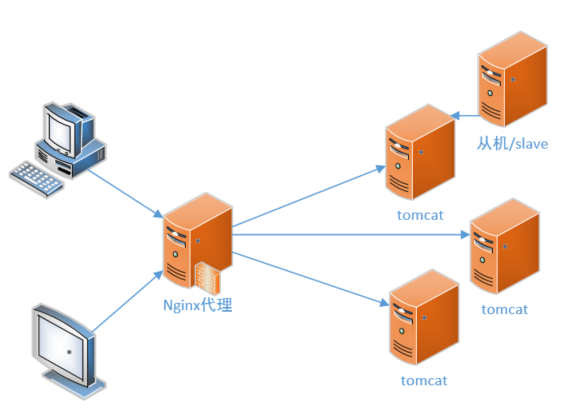 从机/slave
tomcat
Nginx代理
tomcat
tomcat